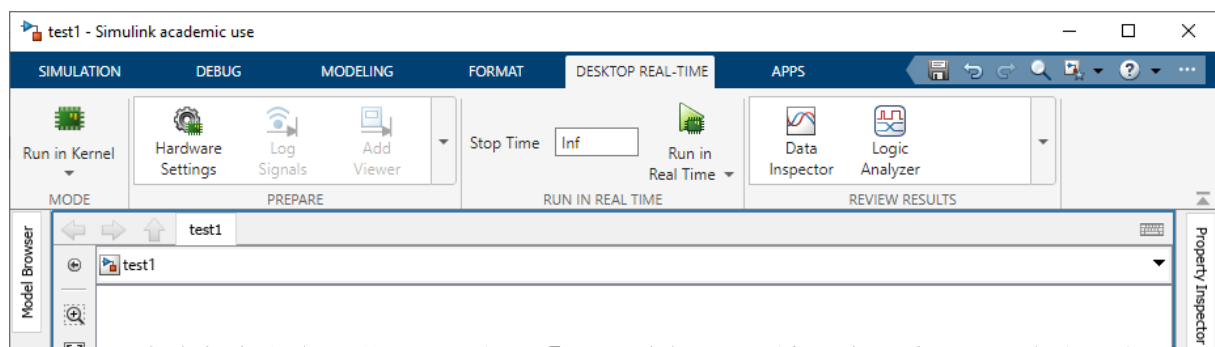 test1 - Simulink academic use
SIMULATION DEBUG MODELING FORMAT DESKTOP REAL-TIME APPS
Run in Kernel
MODE
Hardware Settings
Log Signals
Add Viewer
PREPARE
Stop Time Inf
Run in Real Time
RUN IN REAL TIME
Data Inspector
Logic Analyzer
REVIEW RESULTS
Model Browser
test1
test1
Property Inspector